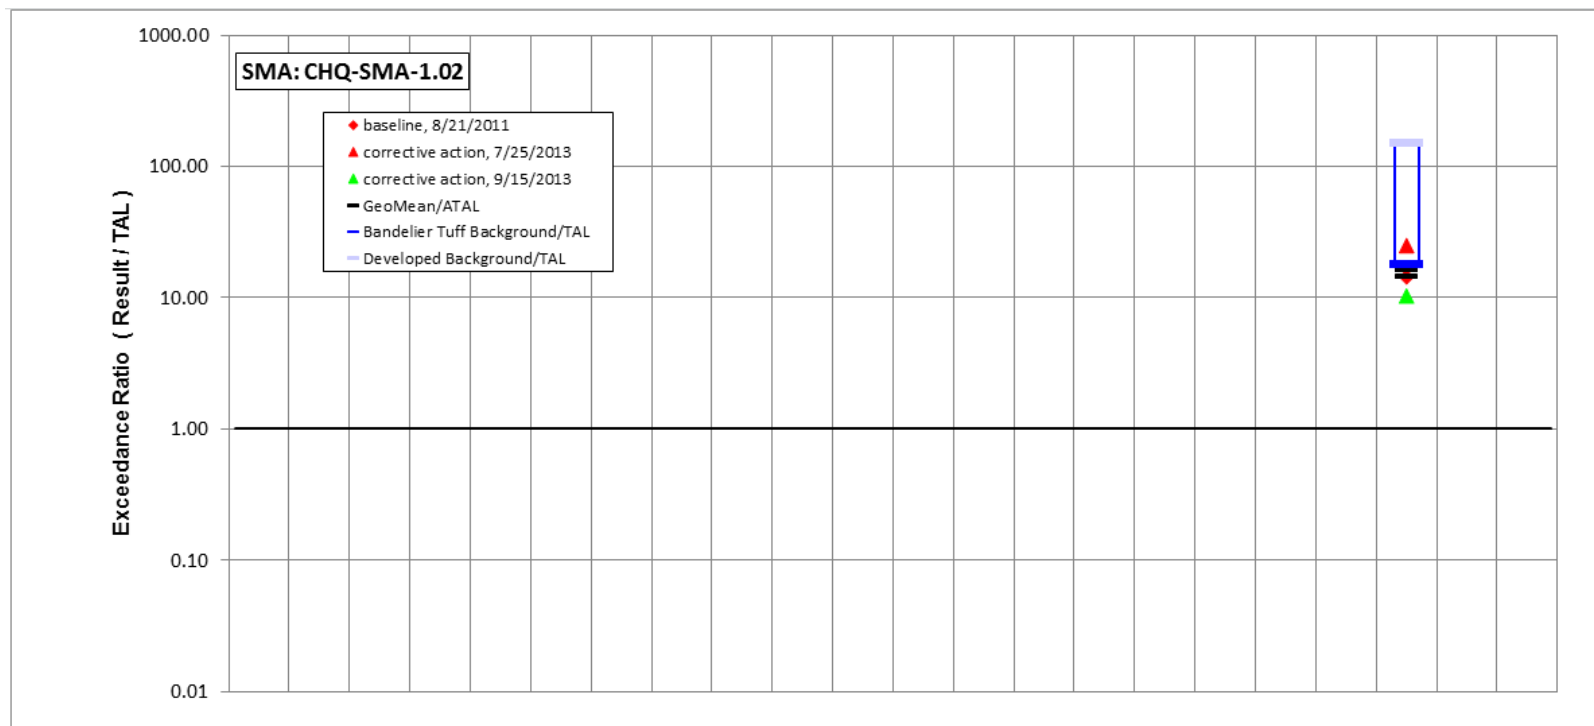 1000.00
SMA: CHQ-SMA-1.02
baseline, 8/21/2011
corrective action, 7/25/2013
corrective action, 9/15/2013
GeoMean/ATAL
Bandelier Tuff Background/TAL
Developed Background/TAL
100.00
10.00
1.00
0.10
0.01
Exceedance Ratio ( Result / TAL )